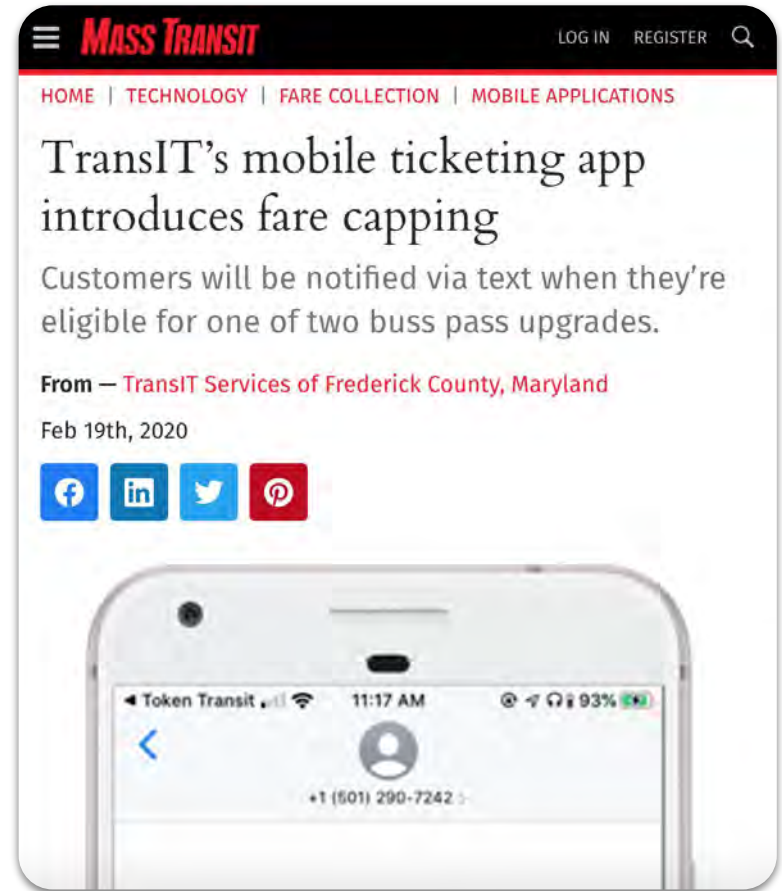 MASS TRANSIT LOG IN REGISTER
HOME | TECHNOLOGY | FARE COLLECTION | MOBILE APPLICATIONS
TransIT’s mobile ticketing app
introduces fare capping
Customers will be notified via text when they’re
eligible for one of two buss pass upgrades.
From — TransIT Services of Frederick County, Maryland
Feb 19th, 2020
Token Transit 11:17 AM 93%
+1 (501) 290-7242